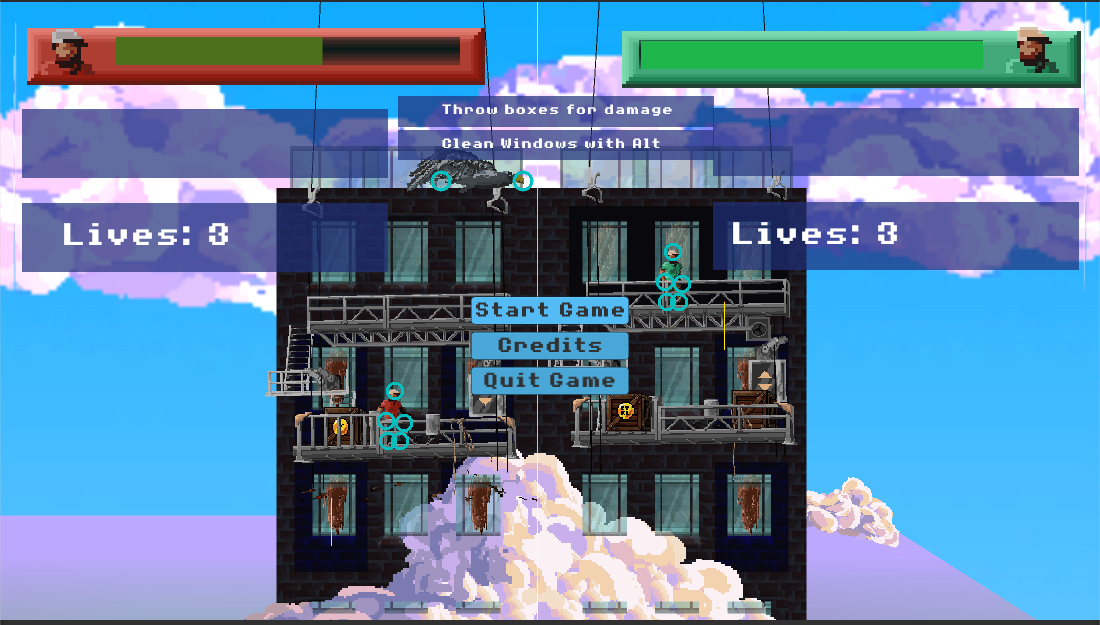 Throw boxes for damage
Clean Windows with Alt
Lives: 3
Lives: 3
Start Game
Credits
Quit Game